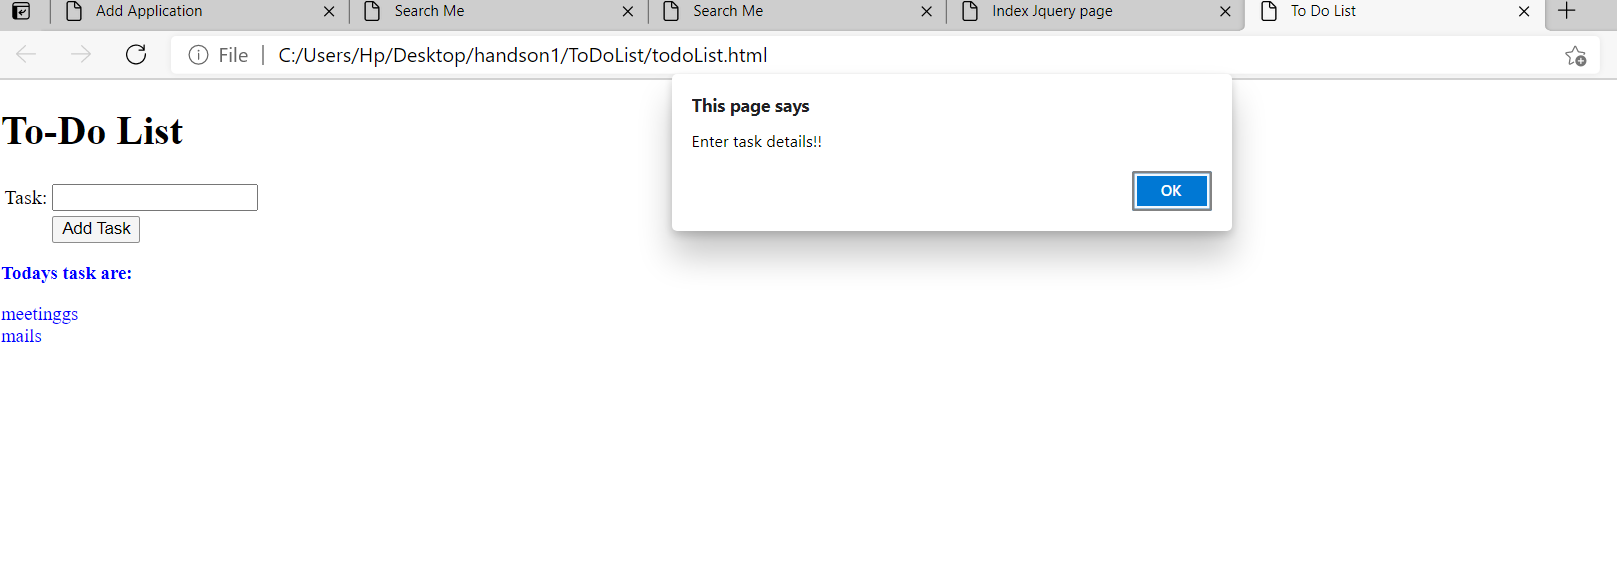 Add Application
Search Me
Search Me
Index Jquery page
To Do List
File
C:/Users/Hp/Desktop/handson1/ToDoList/todoList.html
This page says
Enter task details!!
OK
To-Do List
Task:
Add Task
Todays task are:
meetinggs
mails